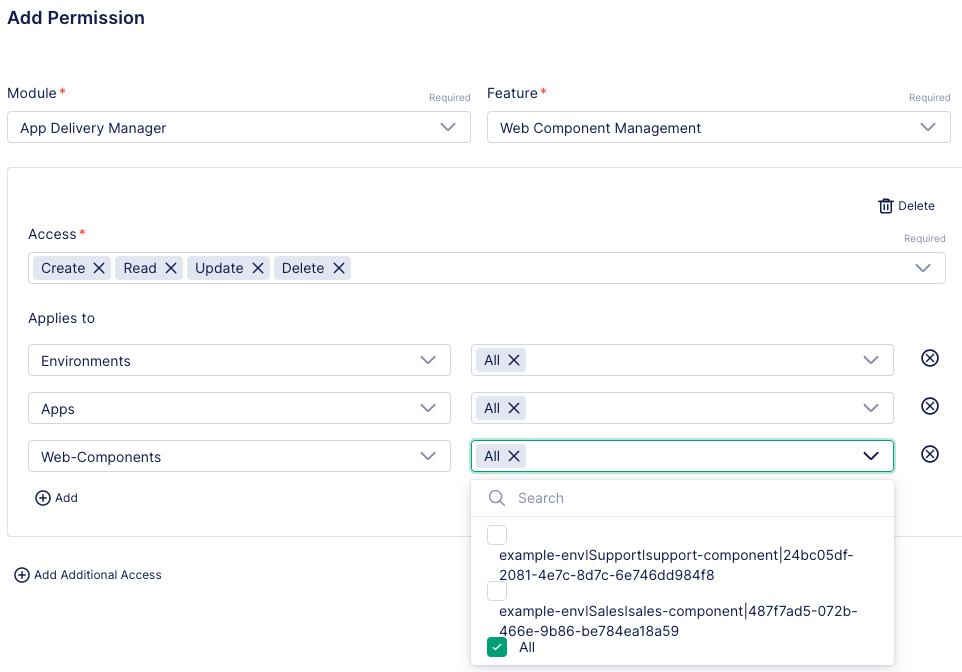 Add Permission
Module*
Required
Feature*
Required
App Delivery Manager
Web Component Management
Delete
Access*
Required
Create Read Update Delete
Applies to
Environments
All
Apps
All
Web-Components
All
Add
Search
example-env|Support|support-component|24bc05df-
2081-4e7c-8d7c-6e746dd984f8
example-env|Sales|sales-component|487f7ad5-072b-
466e-9b86-be784ea18a59
All
Add Additional Access